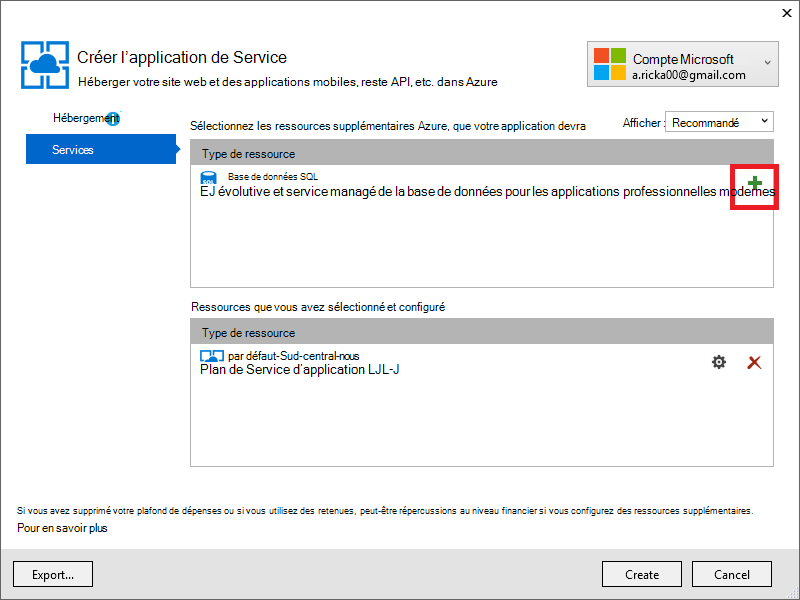 Créer l'application de Service
Héberger votre site web et des applications mobiles, reste API, etc. dans Azure
Compte Microsoft
a.ricka00@gmail.com
Hébergement
Services
Sélectionnez les ressources supplémentaires Azure, que votre application devra
Afficher :
Recommandé
Type de ressource
SQL
Base de données SQL
EJ évolutive et service managé de la base de données pour les applications professionnelles modernes
Ressources que vous avez sélectionné et configuré
Type de ressource
par défaut-Sud-central-nous
Plan de Service d'application LJL-J
Si vous avez supprimé votre plafond de dépenses ou si vous utilisez des retenues, peut-être répercussions au niveau financier si vous configurez des ressources supplémentaires.
Pour en savoir plus
Export...
Create
Cancel